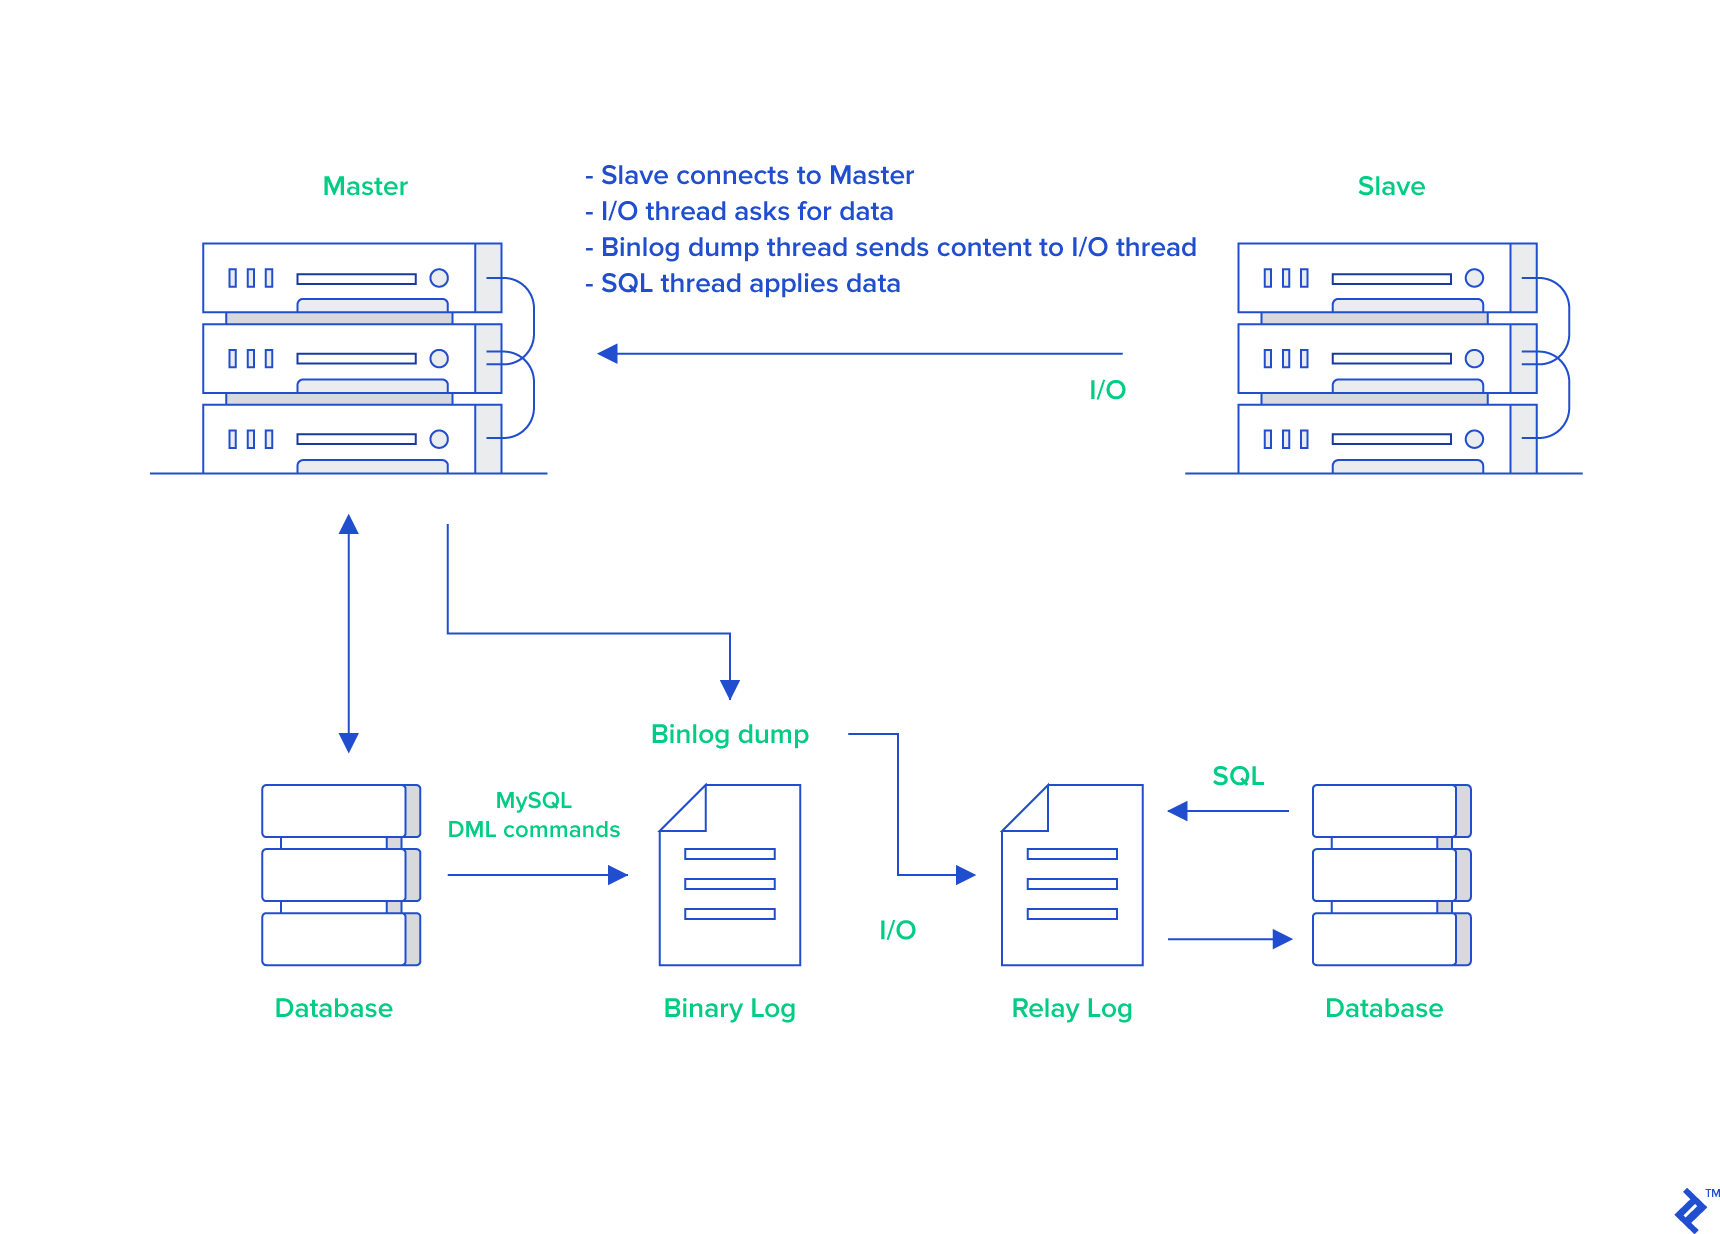 Master
- Slave connects to Master
- I/O thread asks for data
- Binlog dump thread sends content to I/O thread
- SQL thread applies data
Slave
I/O
Binlog dump
SQL
MySQL
DML commands
I/O
Database
Binary Log
Relay Log
Database
TM